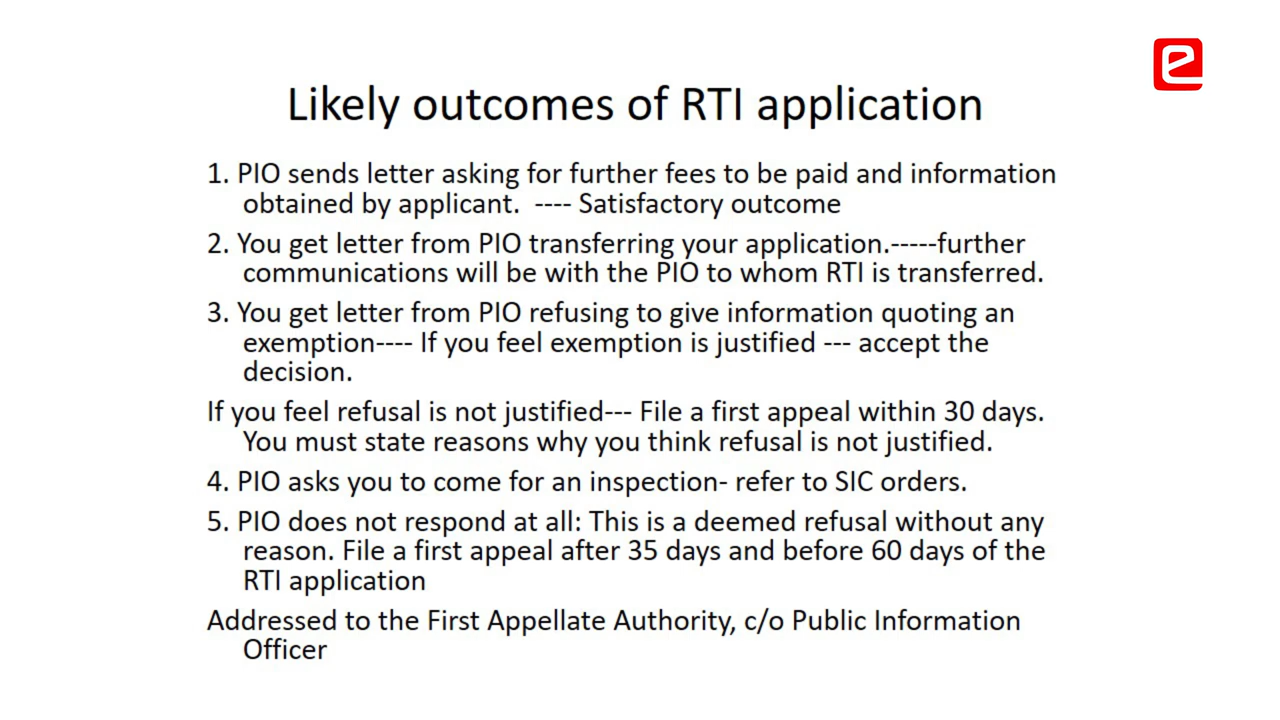 Likely outcomes of RTI application
1. PIO sends letter asking for further fees to be paid and information
obtained by applicant. ---- Satisfactory outcome
2. You get letter from PIO transferring your application.-----further
communications will be with the PIO to whom RTI is transferred.
3. You get letter from PIO refusing to give information quoting an
exemption---- If you feel exemption is justified --- accept the
decision.
If you feel refusal is not justified--- File a first appeal within 30 days.
You must state reasons why you think refusal is not justified.
4. PIO asks you to come for an inspection- refer to SIC orders.
5. PIO does not respond at all: This is a deemed refusal without any
reason. File a first appeal after 35 days and before 60 days of the
RTI application
Addressed to the First Appellate Authority, c/o Public Information
Officer
e